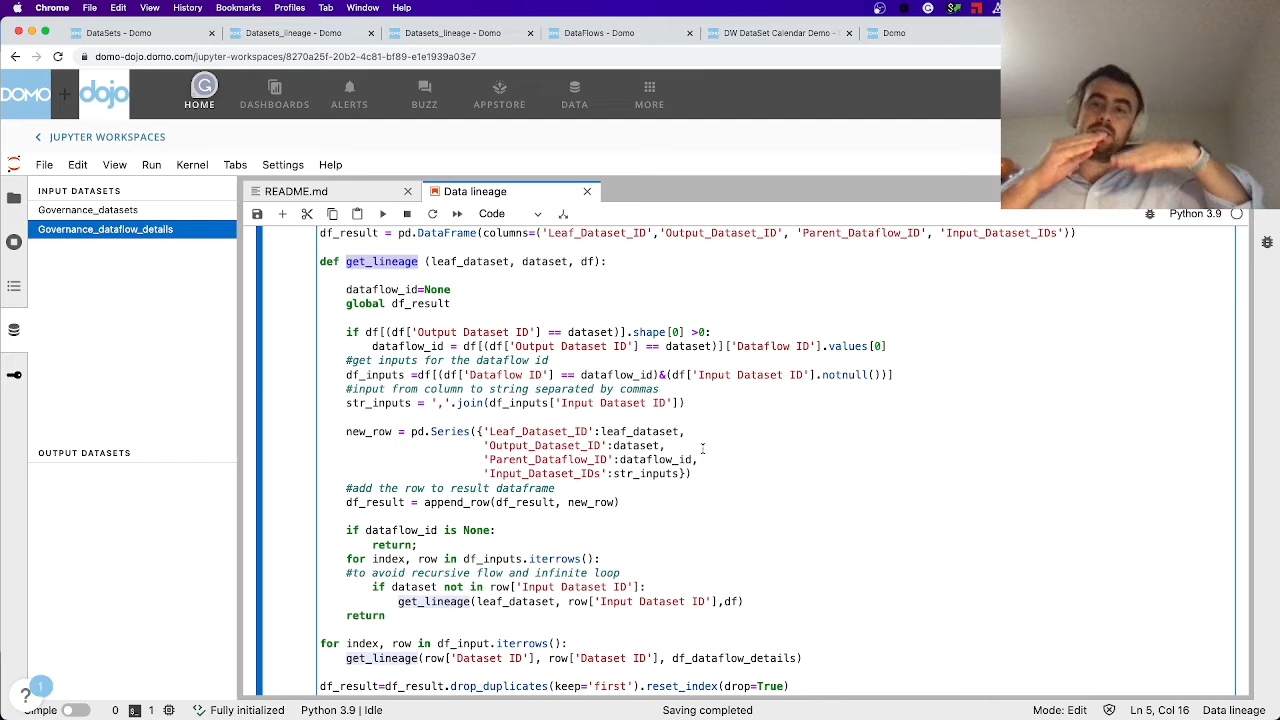 Chrome File Edit View History Bookmarks Profiles Tab Window Help
DataSets - Domo × Datasets_lineage - Domo × Datasets_lineage - Domo × DataFlows - Domo × DW DataSet Calendar Demo - × Domo
domo-dojo.domo.com/jupyter-workspaces/8270a25f-20b2-4c81-bf89-e1e1939a03e7
DOMO + dojo HOME DASHBOARDS ALERTS BUZZ APPSTORE DATA MORE
JUPYTER WORKSPACES
File Edit View Run Kernel Tabs Settings Help
INPUT DATASETS
Governance_datasets
Governance_dataflow_details
OUTPUT DATASETS
README.md × Data lineage ×
Code
Python 3.9
df_result = pd.DataFrame(columns=('Leaf_Dataset_ID','Output_Dataset_ID', 'Parent_Dataflow_ID', 'Input_Dataset_IDs'))
def get_lineage (leaf_dataset, dataset, df):
dataflow_id=None
global df_result
if df[(df['Output Dataset ID'] == dataset)].shape[0] >0:
dataflow_id = df[(df['Output Dataset ID'] == dataset)]['Dataflow ID'].values[0]
#get inputs for the dataflow id
df_inputs =df[(df['Dataflow ID'] == dataflow_id)&(df['Input Dataset ID'].notnull())]
#input from column to string separated by commas
str_inputs = ','.join(df_inputs['Input Dataset ID'])
new_row = pd.Series({'Leaf_Dataset_ID':leaf_dataset,
'Output_Dataset_ID':dataset,
'Parent_Dataflow_ID':dataflow_id,
'Input_Dataset_IDs':str_inputs})
#add the row to result dataframe
df_result = append_row(df_result, new_row)
if dataflow_id is None:
return;
for index, row in df_inputs.iterrows():
#to avoid recursive flow and infinite loop
if dataset not in row['Input Dataset ID']:
get_lineage(leaf_dataset, row['Input Dataset ID'],df)
return
for index, row in df_input.iterrows():
get_lineage(row['Dataset ID'], row['Dataset ID'], df_dataflow_details)
df_result=df_result.drop_duplicates(keep='first').reset_index(drop=True)
? 1
Simple 0 1 Fully initialized Python 3.9 | Idle Saving completed Mode: Edit Ln 5, Col 16 Data lineage